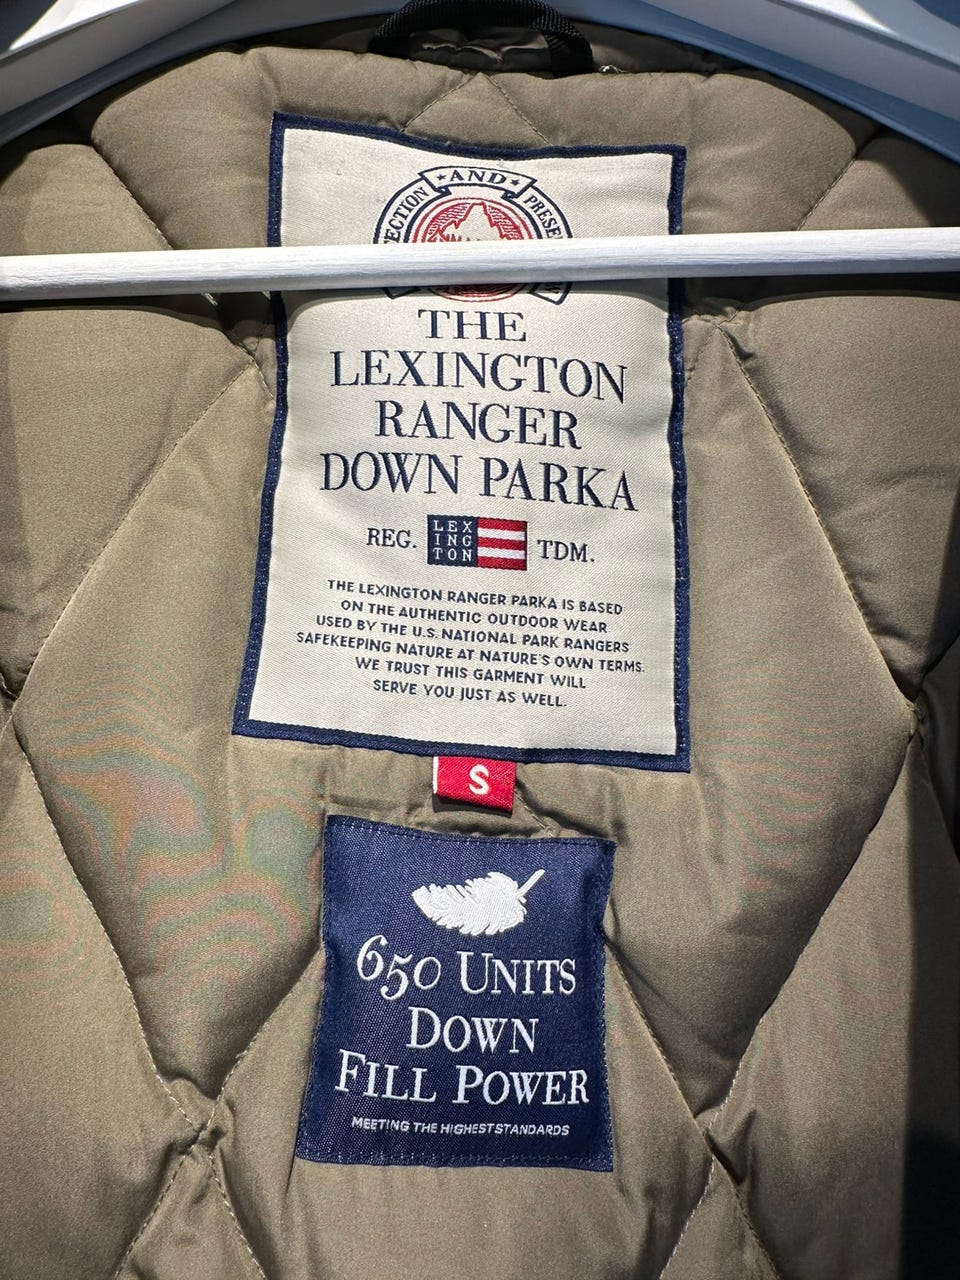 ★ AND ★
THE
LEXINGTON
RANGER
DOWN PARKA
REG. LEX TDM.
ING
TON
THE LEXINGTON RANGER PARKA IS BASED
ON THE AUTHENTIC OUTDOOR WEAR
USED BY THE U.S. NATIONAL PARK RANGERS
SAFEKEEPING NATURE AT NATURE'S OWN TERMS.
WE TRUST THIS GARMENT WILL
SERVE YOU JUST AS WELL.
S
650 UNITS
DOWN
FILL POWER
MEETING THE HIGHEST STANDARDS